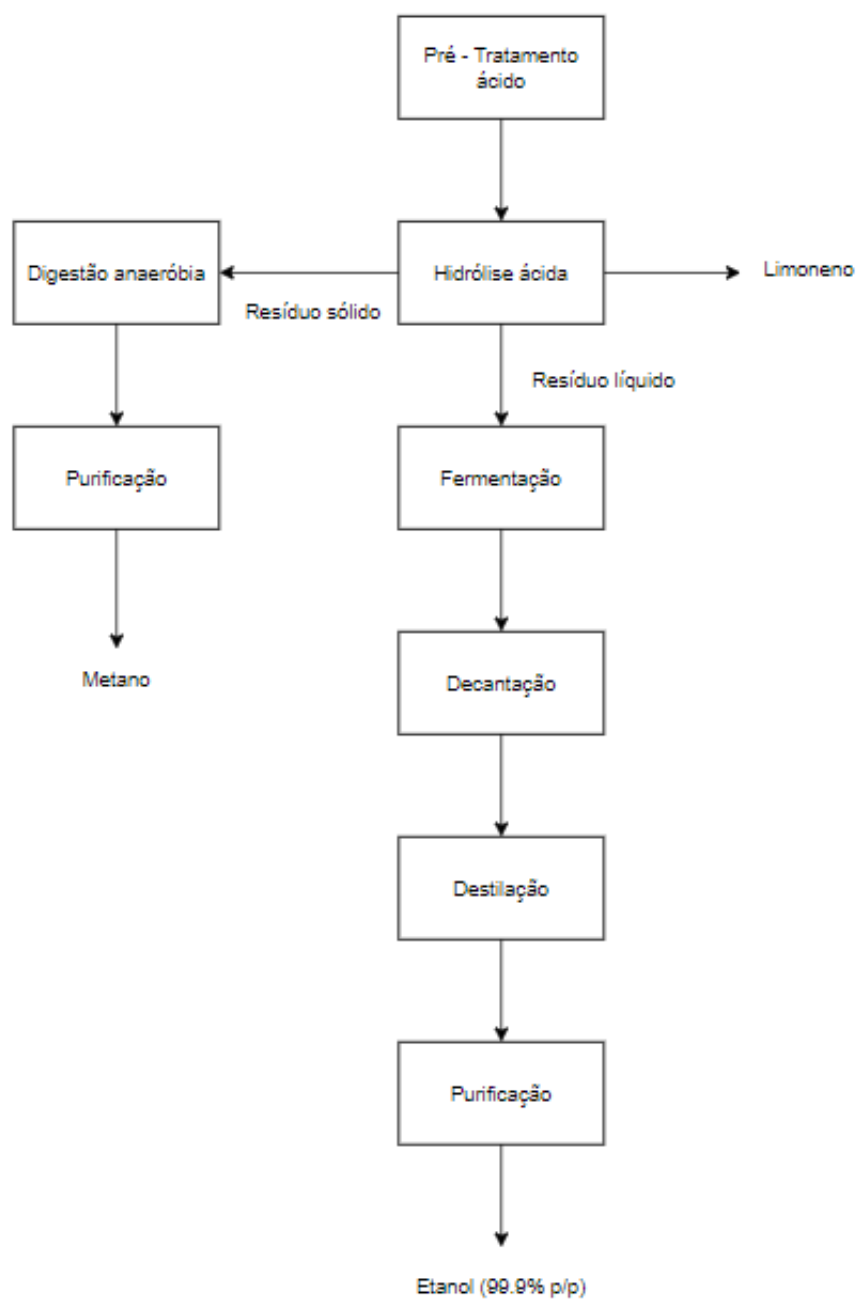 Pré - Tratamento
ácido
Digestão anaeróbia
Hidrólise ácida
Limoneno
Resíduo sólido
Resíduo líquido
Purificação
Fermentação
Metano
Decantação
Destilação
Purificação
Etanol (99.9% p/p)